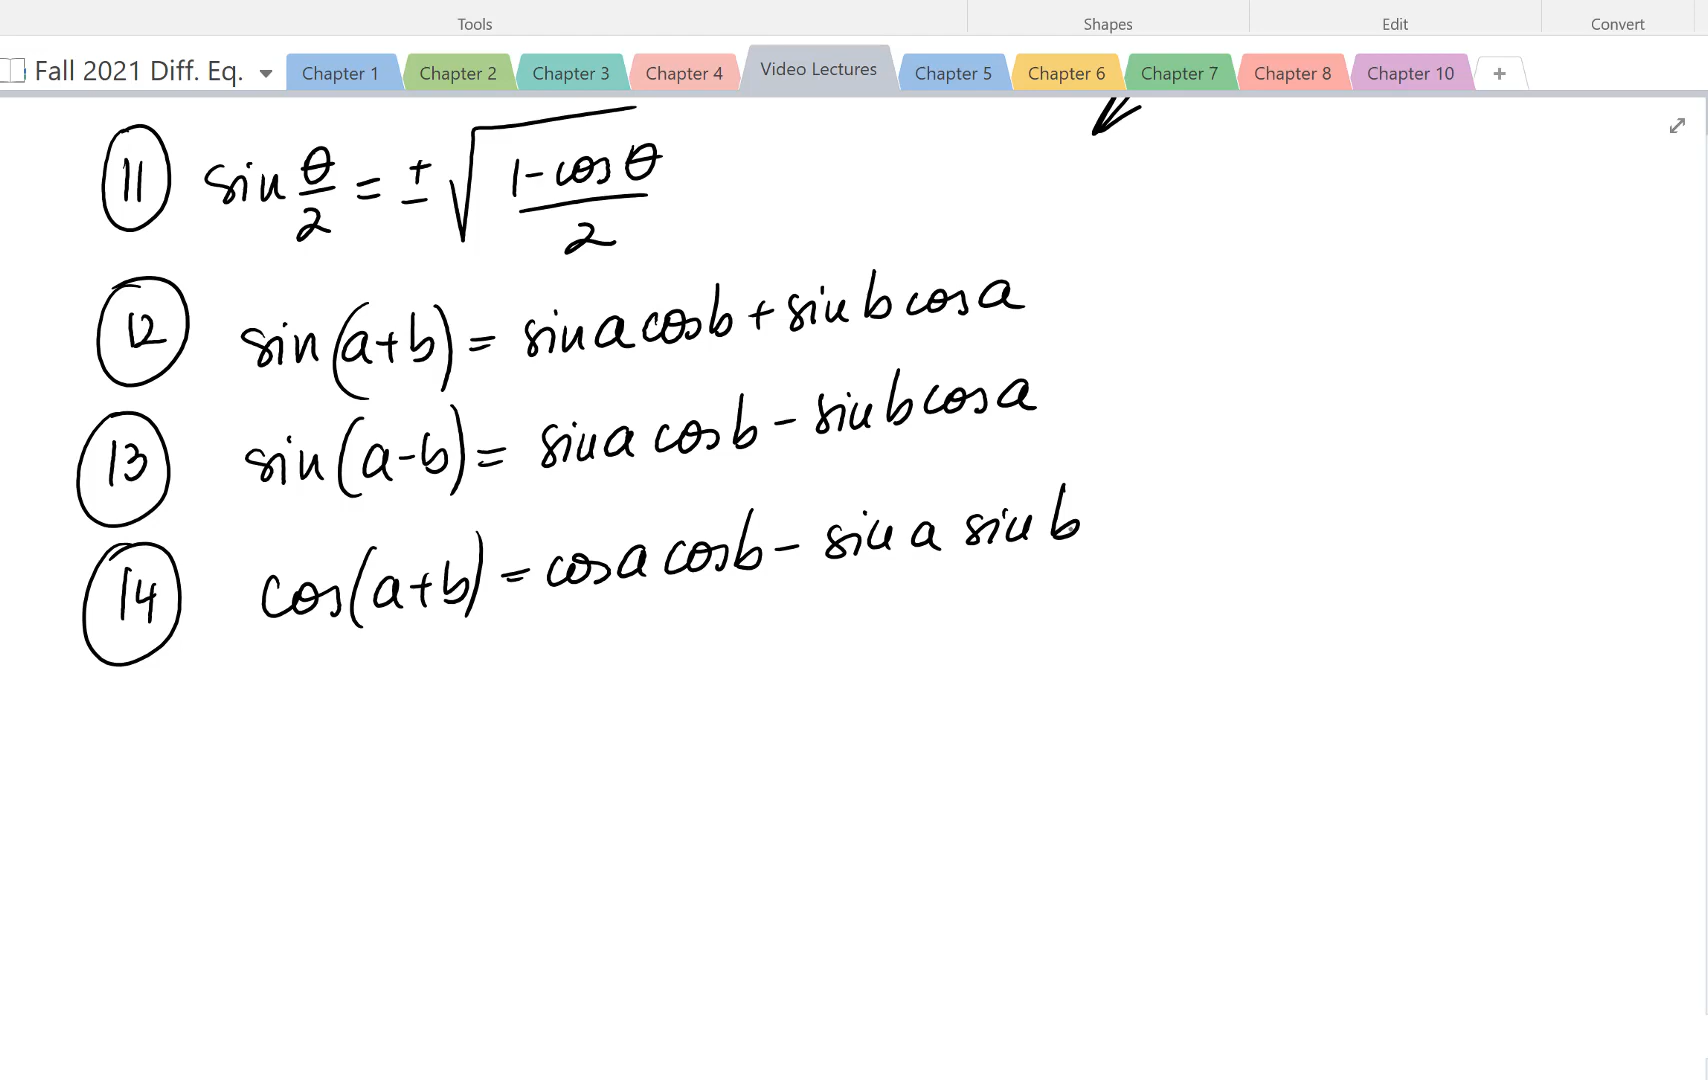 Tools Shapes Edit Convert
Fall 2021 Diff. Eq. Chapter 1 Chapter 2 Chapter 3 Chapter 4 Video Lectures Chapter 5 Chapter 6 Chapter 7 Chapter 8 Chapter 10 +
11 sin θ/2 = ± √((1-cos θ)/2)
12 sin(a+b) = sin a cos b + sin b cos a
13 sin(a-b) = sin a cos b - sin b cos a
14 cos(a+b) = cos a cos b - sin a sin b